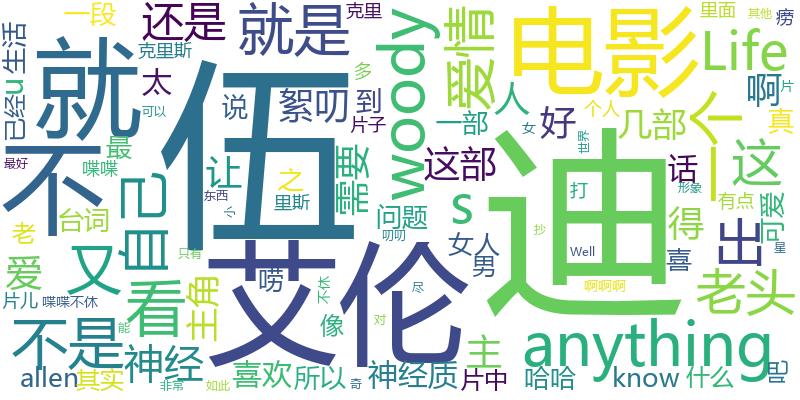 一段
还是
就是
克里
克里斯
多
太
说
絮叨
到
片子
可以
已经
u
生活
就
不
最
最好
喋喋
伍
迪
艾伦
电影
woody
爱情
人
一部
好
几部
个人
女
世界
里面
Life
啊
真
痨
片
其他
一个
这
话
形象
有点
可爱
星
得
喜
出
老头
吧
打
抄
Well
啊啊啊
anything
什么
know
哈哈
这部
s
问题
叨叨
女人
男
需要
让
之
里斯
东西
小
只有
唠
不休
尽
对
像
主
片中
神经质
奇
所以
喜欢
如此
主角
非常
能
神经
其实
allen
不是
喋喋不休
片儿
爱
老
台词
又
自己
看